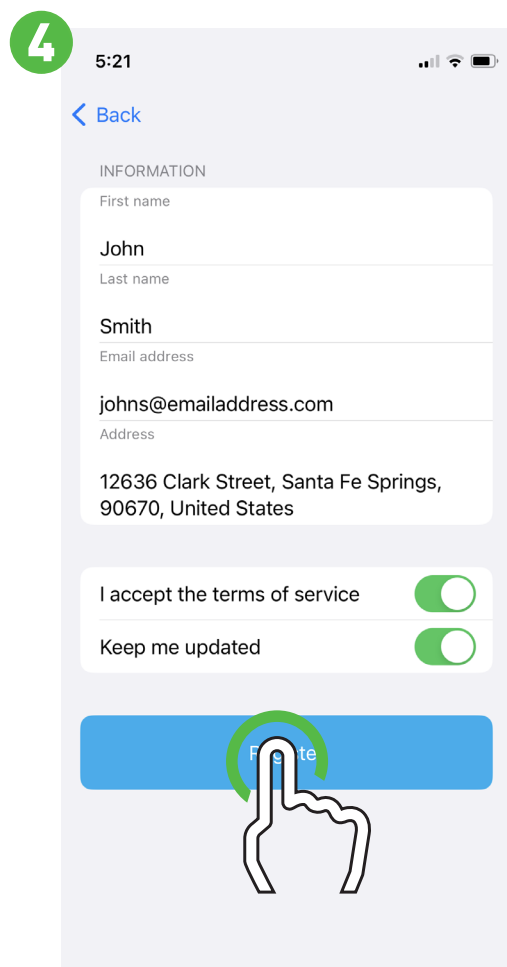 4
5:21
Back
INFORMATION
First name
John
Last name
Smith
Email address
johns@emailaddress.com
Address
12636 Clark Street, Santa Fe Springs,
90670, United States
I accept the terms of service
Keep me updated